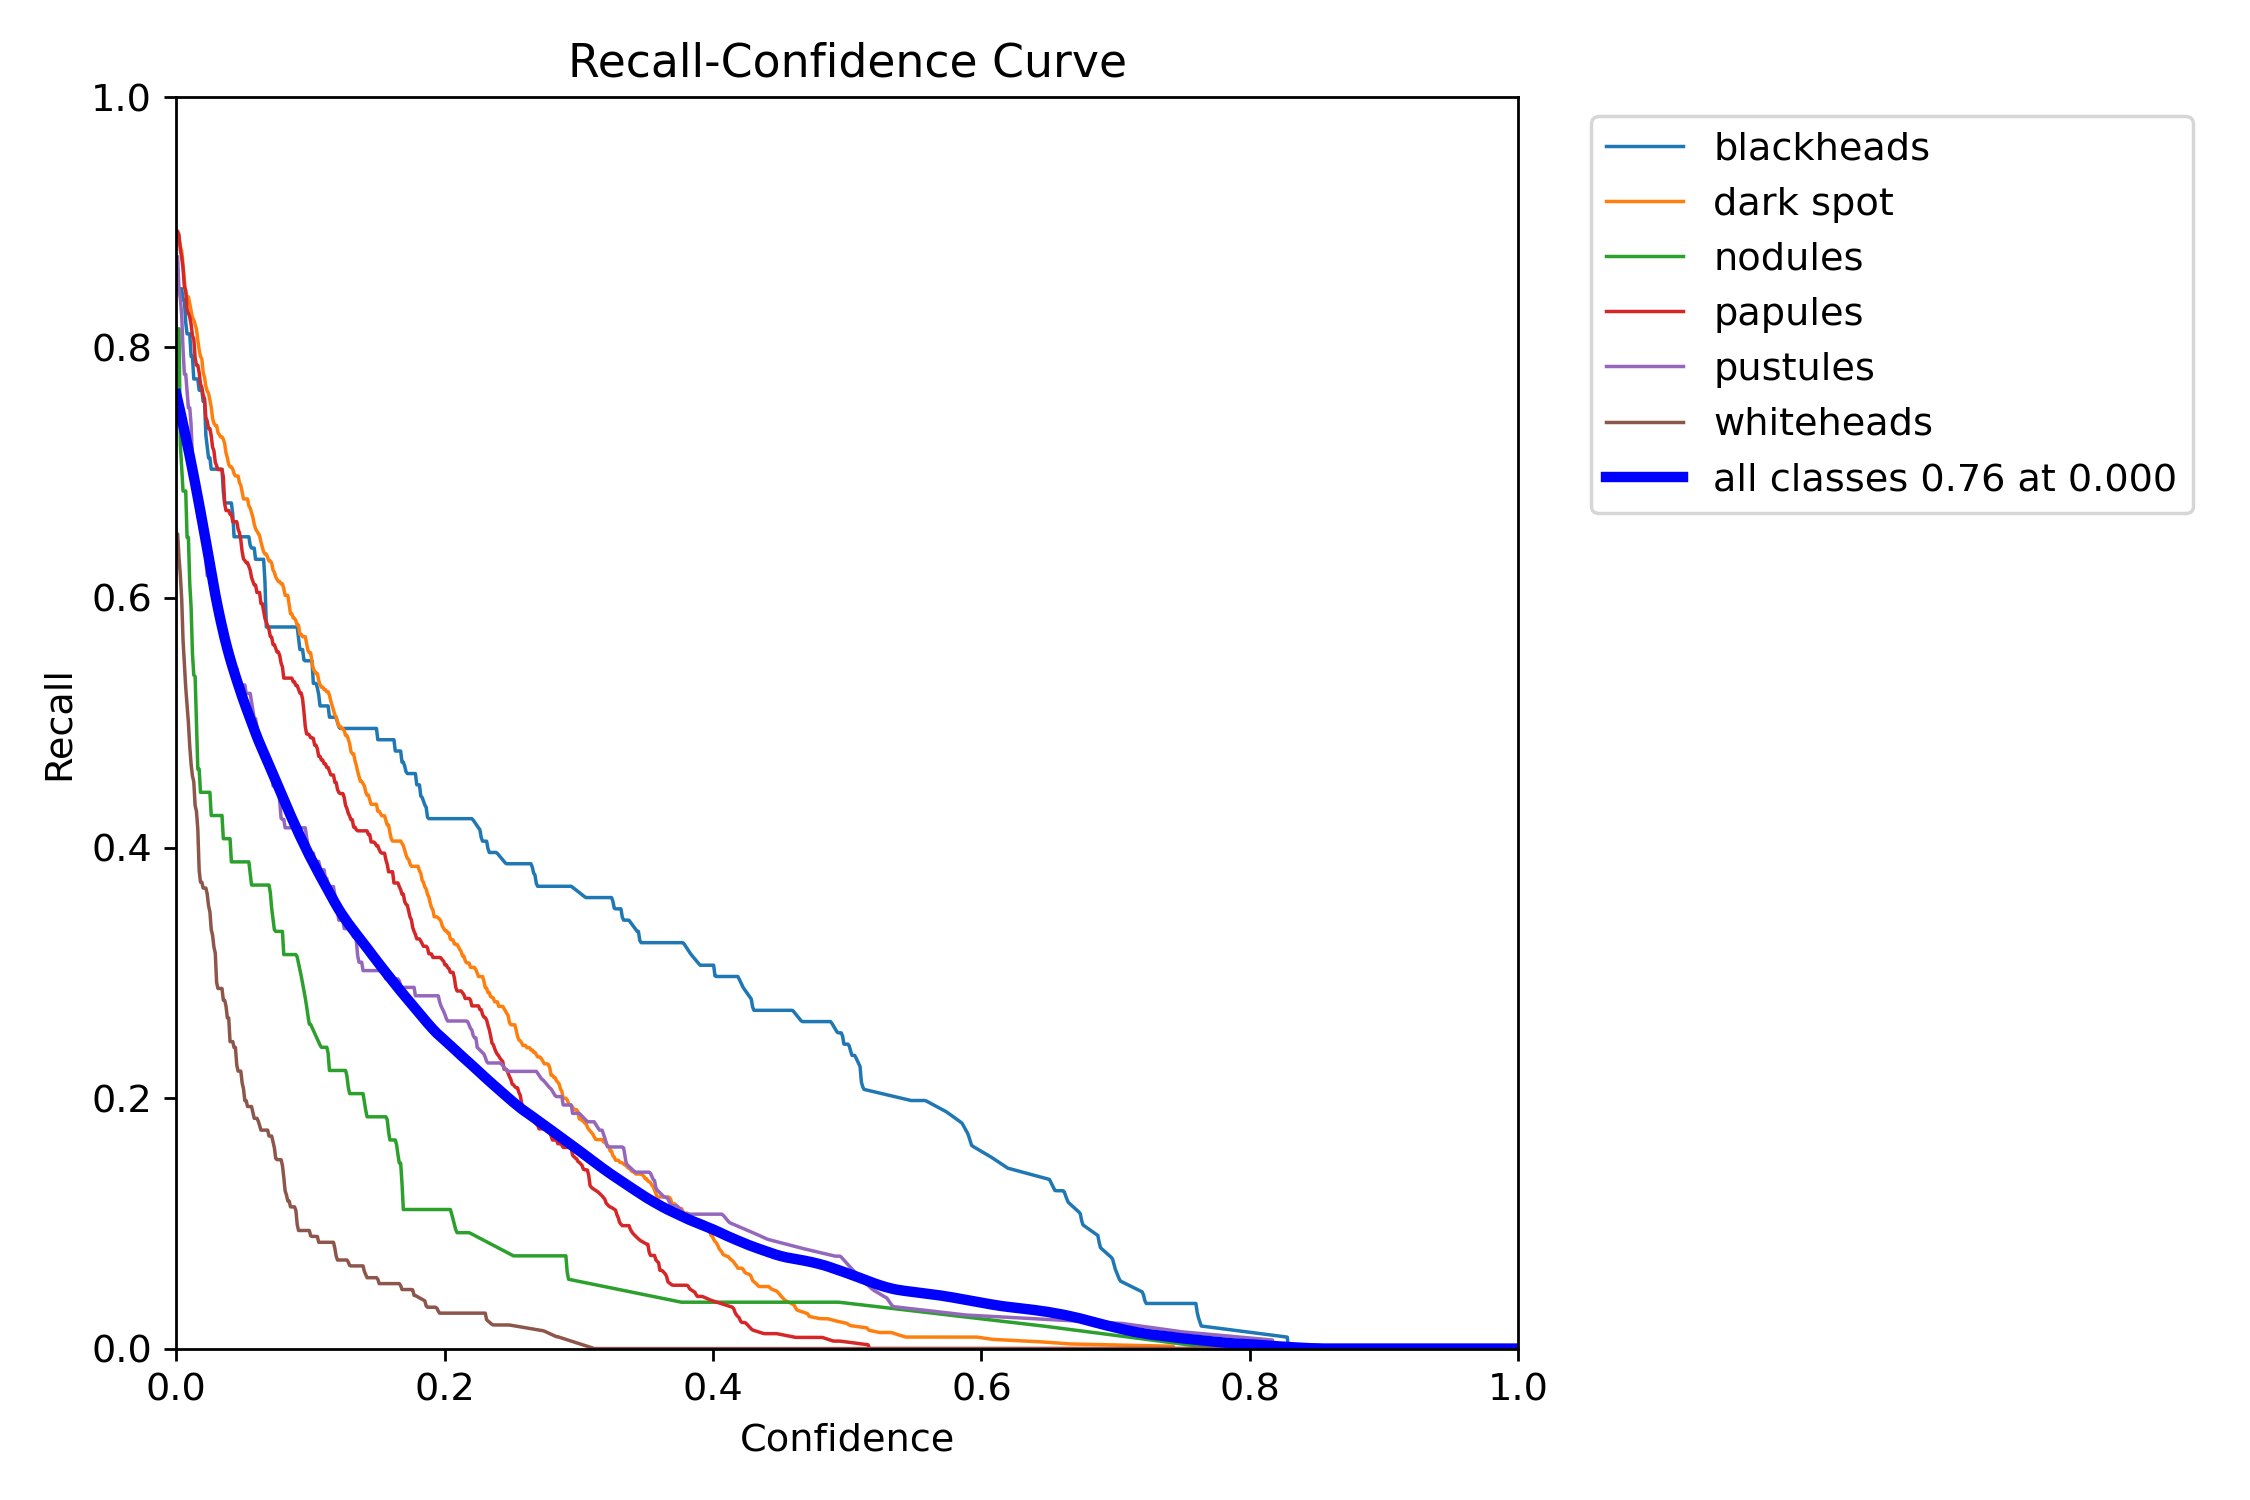 Recall-Confidence Curve
1.0
0.8
0.6
0.4
0.2
0.0
Recall
0.0 0.2 0.4 0.6 0.8 1.0
Confidence
blackheads
dark spot
nodules
papules
pustules
whiteheads
all classes 0.76 at 0.000